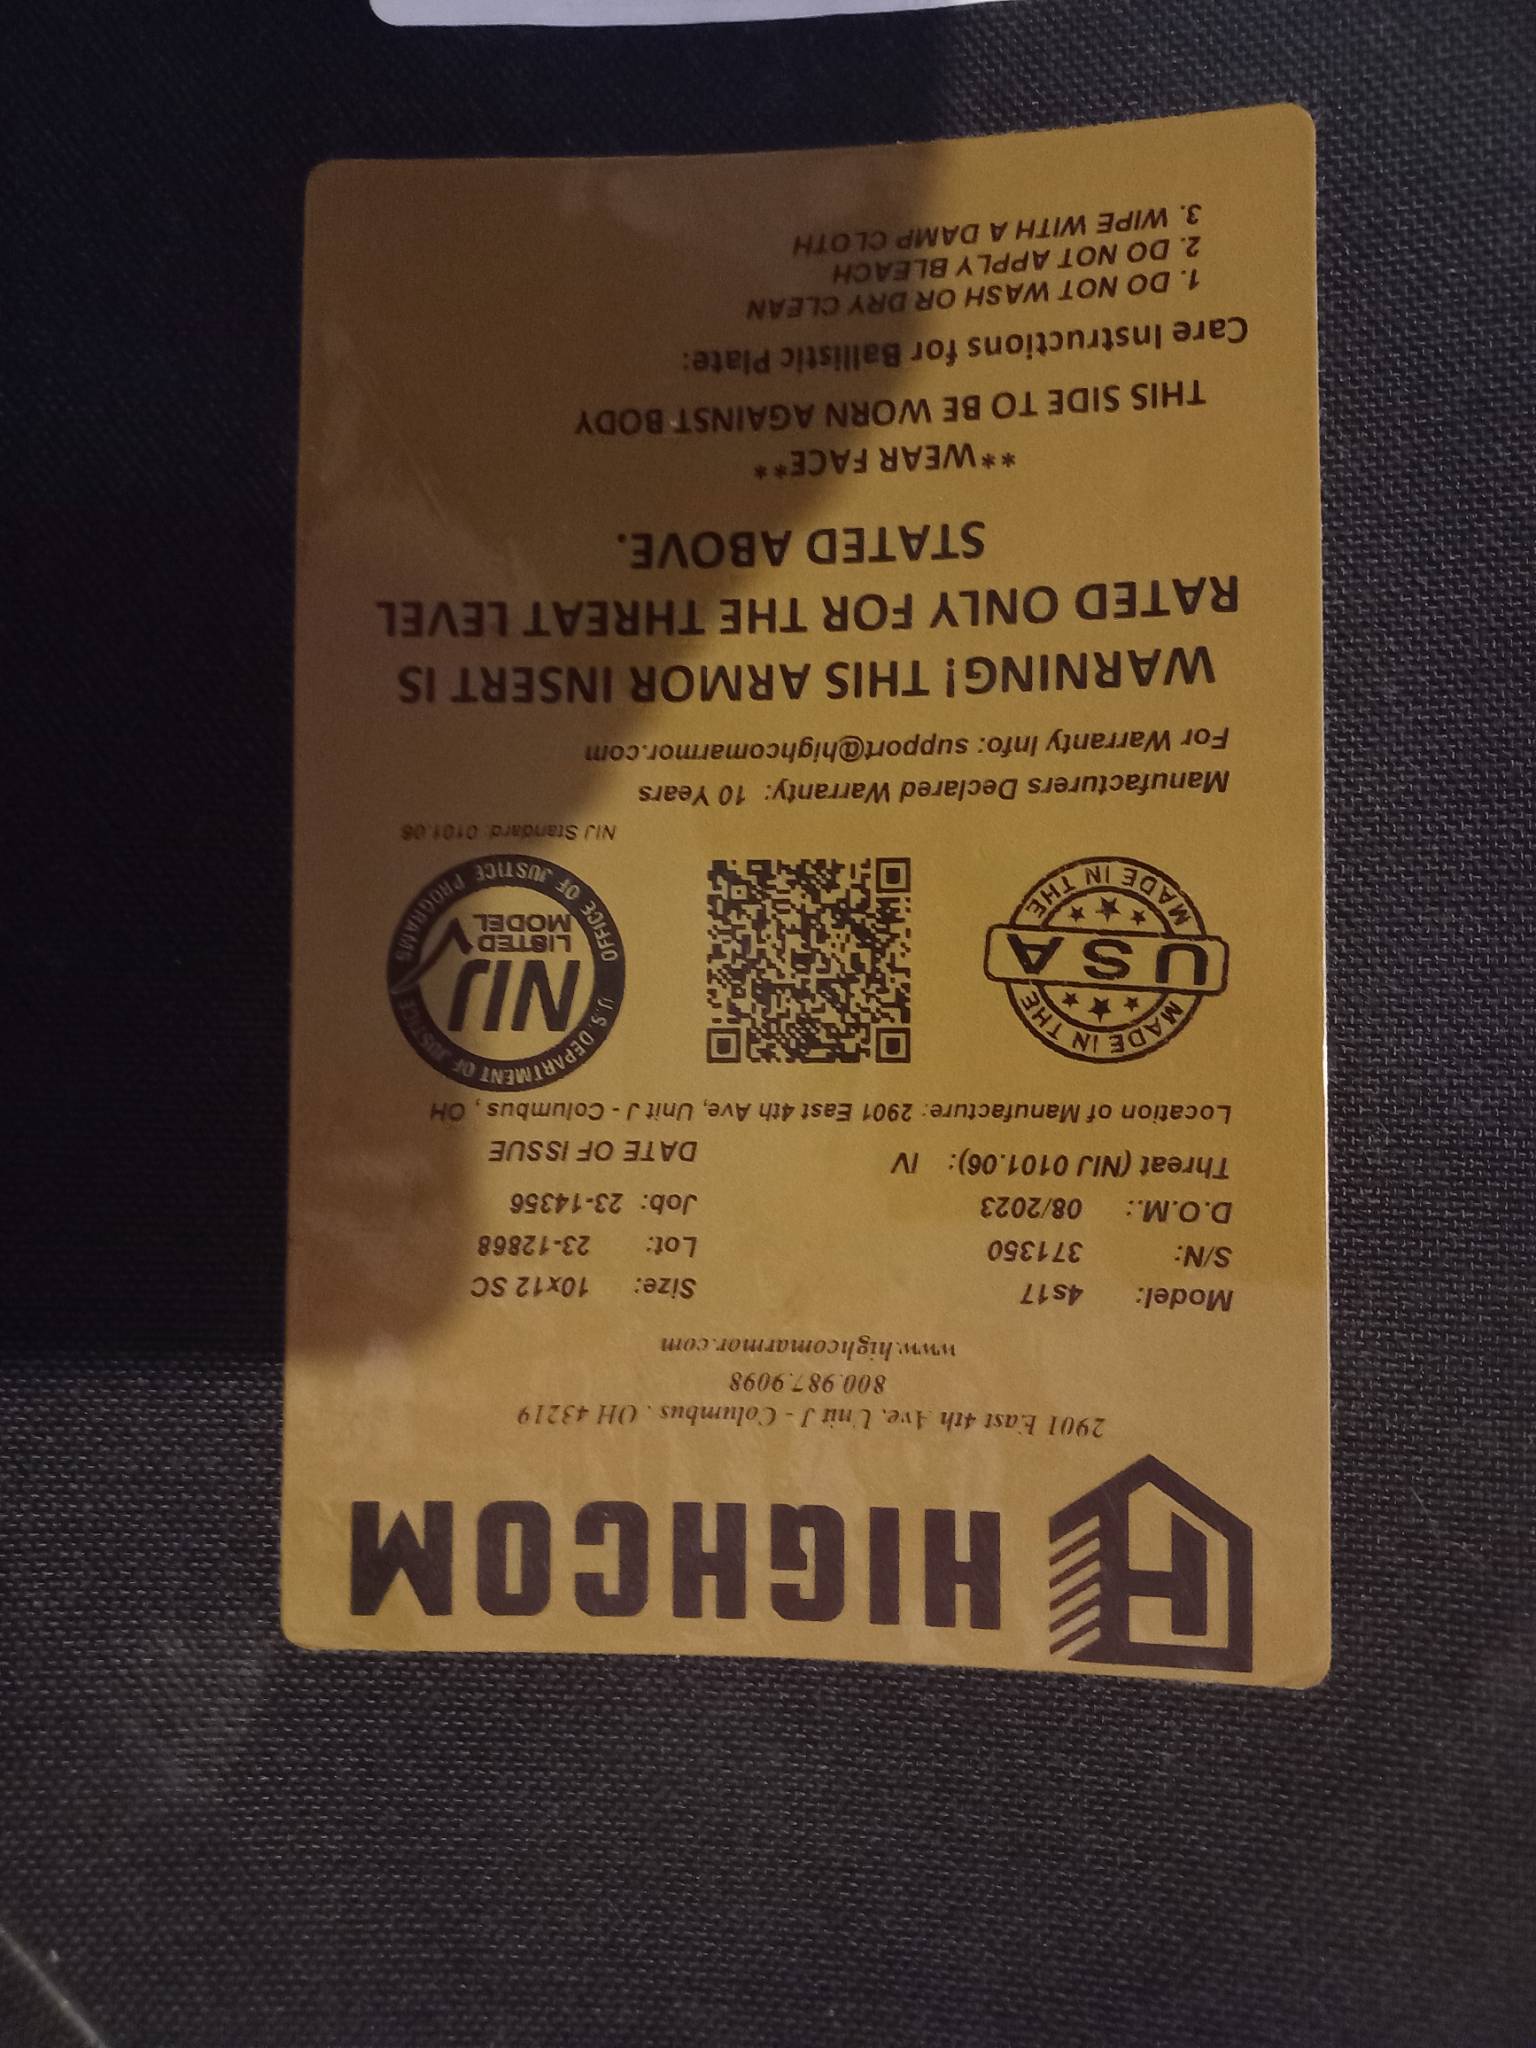 HIGHCOM
2901 East 4th Ave, Unit J - Columbus , OH 43219
800.987.9098
www.highcomarmor.com
Model: 4s17 Size: 10x12 SC
S/N: 371350 Lot: 23-12868
D.O.M.: 08/2023 Job: 23-14356
Threat (NIJ 0101.06): IV DATE OF ISSUE
Location of Manufacture: 2901 East 4th Ave, Unit J - Columbus , OH
MADE IN THE
USA
MADE IN THE
U.S. DEPARTMENT OF JUSTICE
NIJ
LISTED
MODEL
OFFICE OF JUSTICE PROGRAMS
NIJ Standard: 0101.06
Manufacturers Declared Warranty: 10 Years
For Warranty Info: support@highcomarmor.com
WARNING! THIS ARMOR INSERT IS
RATED ONLY FOR THE THREAT LEVEL
STATED ABOVE.
**WEAR FACE**
THIS SIDE TO BE WORN AGAINST BODY
Care Instructions for Ballistic Plate:
1. DO NOT WASH OR DRY CLEAN
2. DO NOT APPLY BLEACH
3. WIPE WITH A DAMP CLOTH